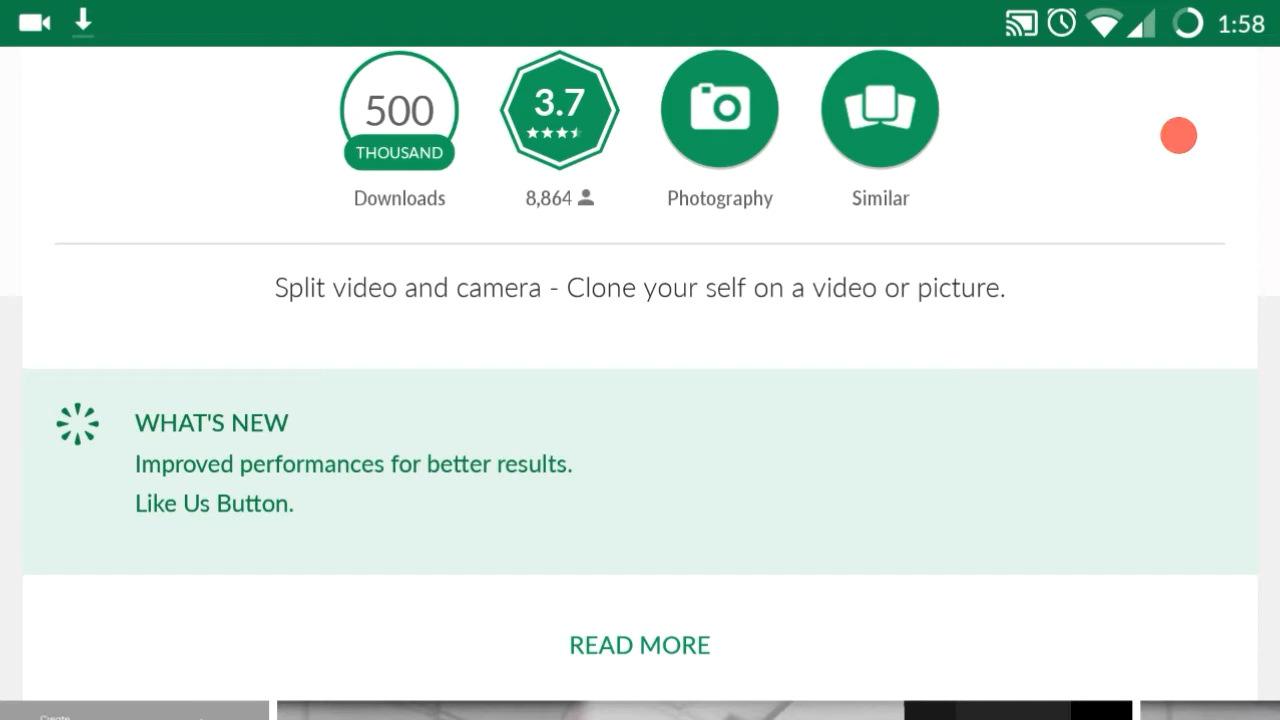 1:58
500
THOUSAND
3.7
Downloads
8,864
Photography
Similar
Split video and camera - Clone your self on a video or picture.
WHAT'S NEW
Improved performances for better results.
Like Us Button.
READ MORE
Create